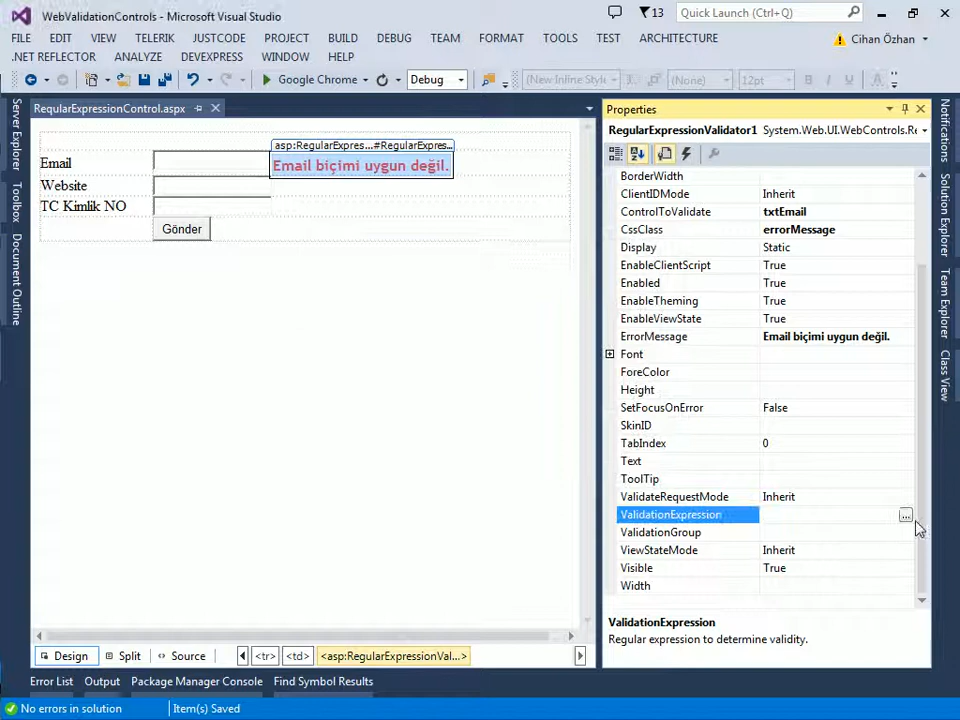 WebValidationControls - Microsoft Visual Studio
13
Quick Launch (Ctrl+Q)
FILE EDIT VIEW TELERIK JUSTCODE PROJECT BUILD DEBUG TEAM FORMAT TOOLS TEST ARCHITECTURE
Cihan Özhan
.NET REFLECTOR ANALYZE DEVEXPRESS WINDOW HELP
Google Chrome
Debug
(New Inline Style
(None)
12pt
B I U A
Server Explorer
Toolbox
Document Outline
ReqularExpressionControl.aspx
asp:RegularExpres...#RegularExpres...
Email
Email biçimi uygun değil.
Website
TC Kimlik NO
Gönder
Design
Split
Source
<tr>
<td>
<asp:RegularExpressionVal...>
Properties
RegularExpressionValidator1 System.Web.UI.WebControls.Re
BorderWidth
ClientIDMode Inherit
ControlToValidate txtEmail
CssClass errorMessage
Display Static
EnableClientScript True
Enabled True
EnableTheming True
EnableViewState True
ErrorMessage Email biçimi uygun değil.
Font
ForeColor
Height
SetFocusOnError False
SkinID
TabIndex 0
Text
ToolTip
ValidateRequestMode Inherit
ValidationExpression ...
ValidationGroup
ViewStateMode Inherit
Visible True
Width
ValidationExpression
Regular expression to determine validity.
Notifications
Solution Explorer
Team Explorer
Class View
Error List Output Package Manager Console Find Symbol Results
No errors in solution
Item(s) Saved